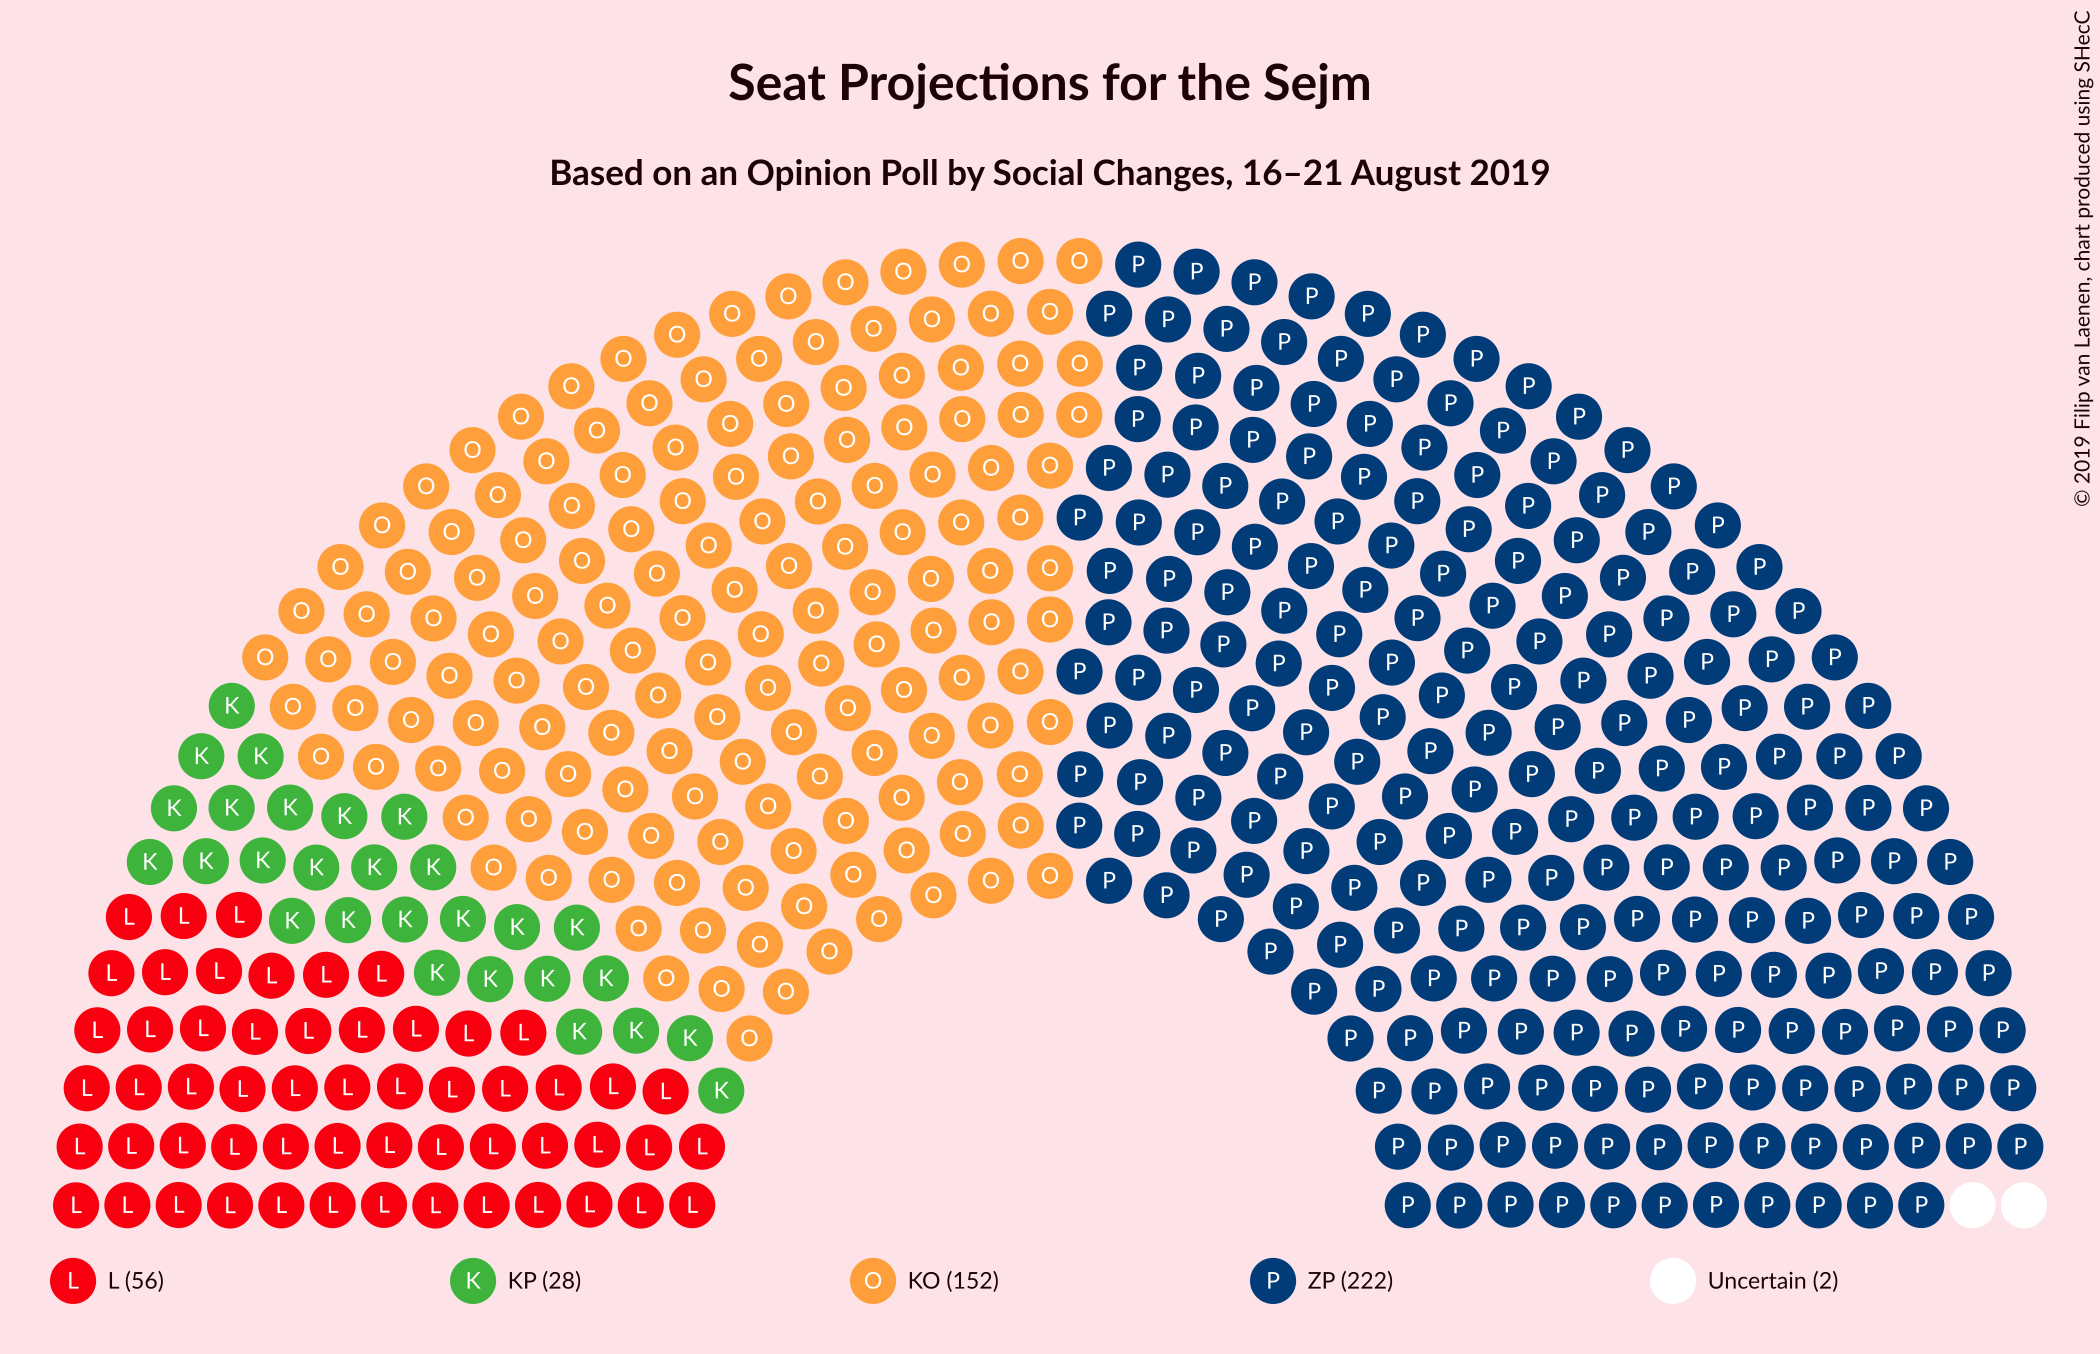 Seat Projections for the Sejm
Based on an Opinion Poll by Social Changes, 16–21 August 2019
© 2019 Filip van Laenen, chart produced using SHecC
L L (56)
K KP (28)
O KO (152)
P ZP (222)
Uncertain (2)